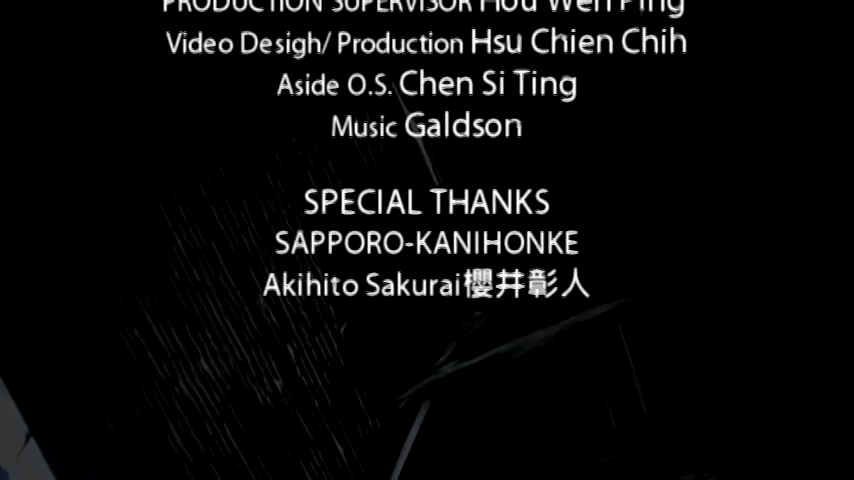 PRODUCTION SUPERVISOR Hou Wen Ping
Video Desigh/ Production Hsu Chien Chih
Aside O.S. Chen Si Ting
Music Galdson
SPECIAL THANKS
SAPPORO-KANIHONKE
Akihito Sakurai櫻井彰人